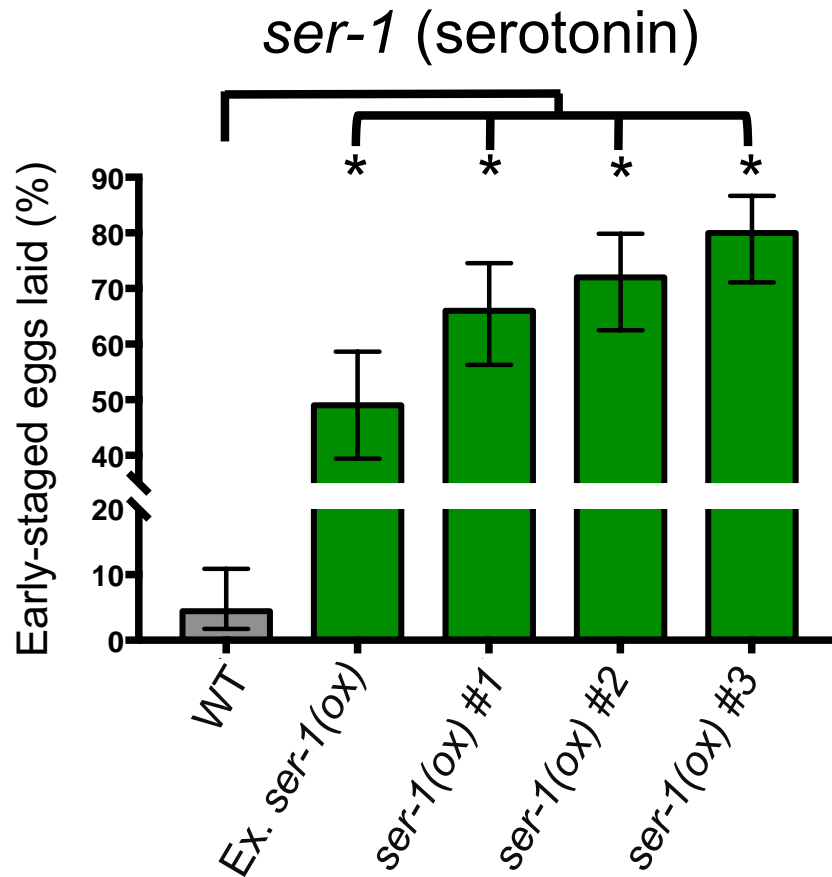 ser-1 (serotonin)
* * * *
Early-staged eggs laid (%)
90
80
70
60
50
40
20
10
0
WT
Ex. ser-1(ox)
ser-1(ox) #1
ser-1(ox) #2
ser-1(ox) #3